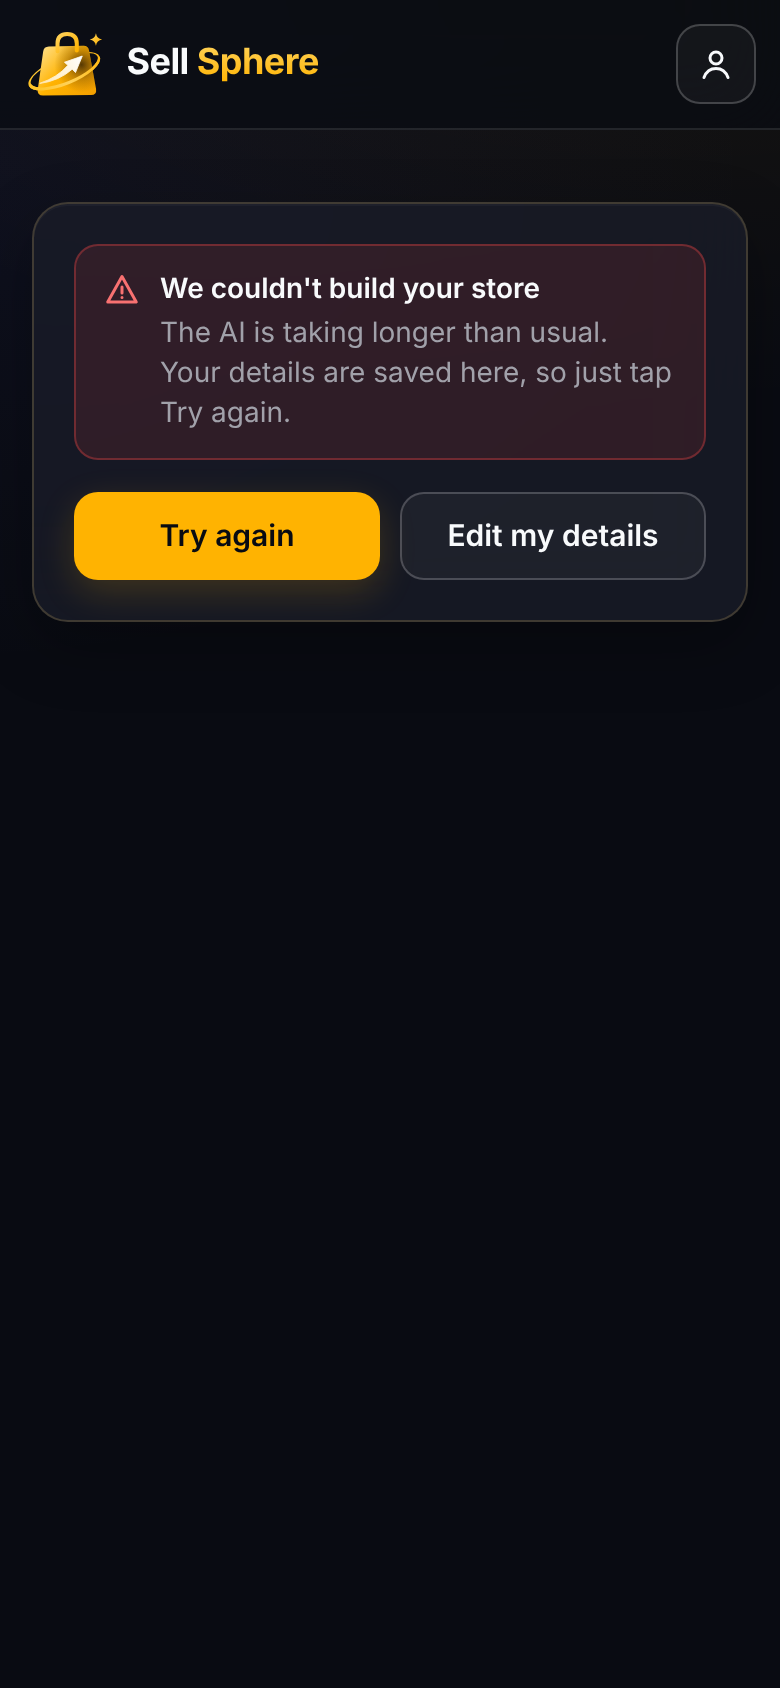 Sell Sphere
We couldn't build your store
The AI is taking longer than usual.
Your details are saved here, so just tap
Try again.
Try again
Edit my details